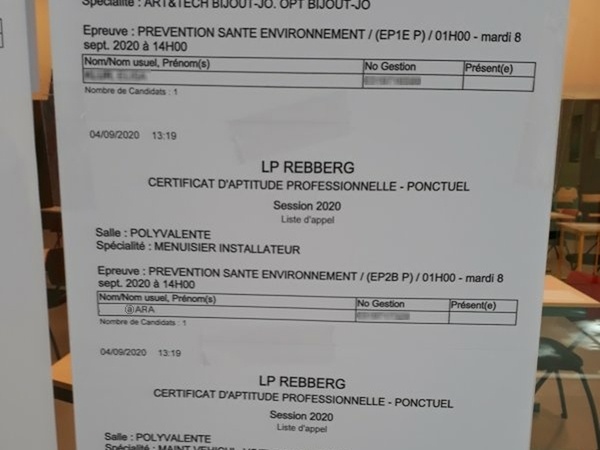 Spécialité : ART&TECH BIJOUT-JO. OPT BIJOUT-JO
Epreuve : PREVENTION SANTE ENVIRONNEMENT / (EP1E P) / 01H00 - mardi 8
sept. 2020 à 14H00
Nom/Nom usuel, Prénom(s) No Gestion Présent(e)
Nombre de Candidats : 1
04/09/2020 13:19
LP REBBERG
CERTIFICAT D'APTITUDE PROFESSIONNELLE - PONCTUEL
Session 2020
Liste d'appel
Salle : POLYVALENTE
Spécialité : MENUISIER INSTALLATEUR
Epreuve : PREVENTION SANTE ENVIRONNEMENT / (EP2B P) / 01H00 - mardi 8
sept. 2020 à 14H00
Nom/Nom usuel, Prénom(s) No Gestion Présent(e)
@ARA
Nombre de Candidats : 1
04/09/2020 13:19
LP REBBERG
CERTIFICAT D'APTITUDE PROFESSIONNELLE - PONCTUEL
Session 2020
Liste d'appel
Salle : POLYVALENTE
Spécialité : MAINT.VEHICUL